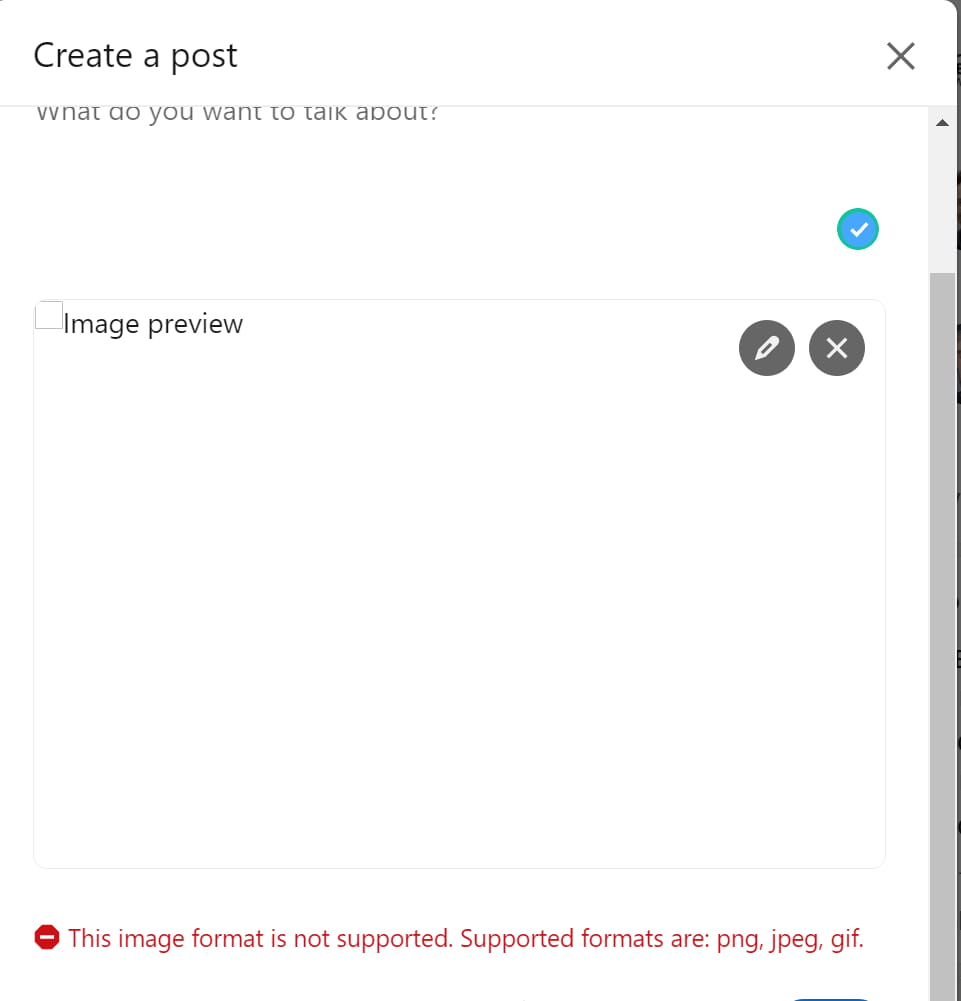 Create a post
What do you want to talk about?
Image preview
This image format is not supported. Supported formats are: png, jpeg, gif.